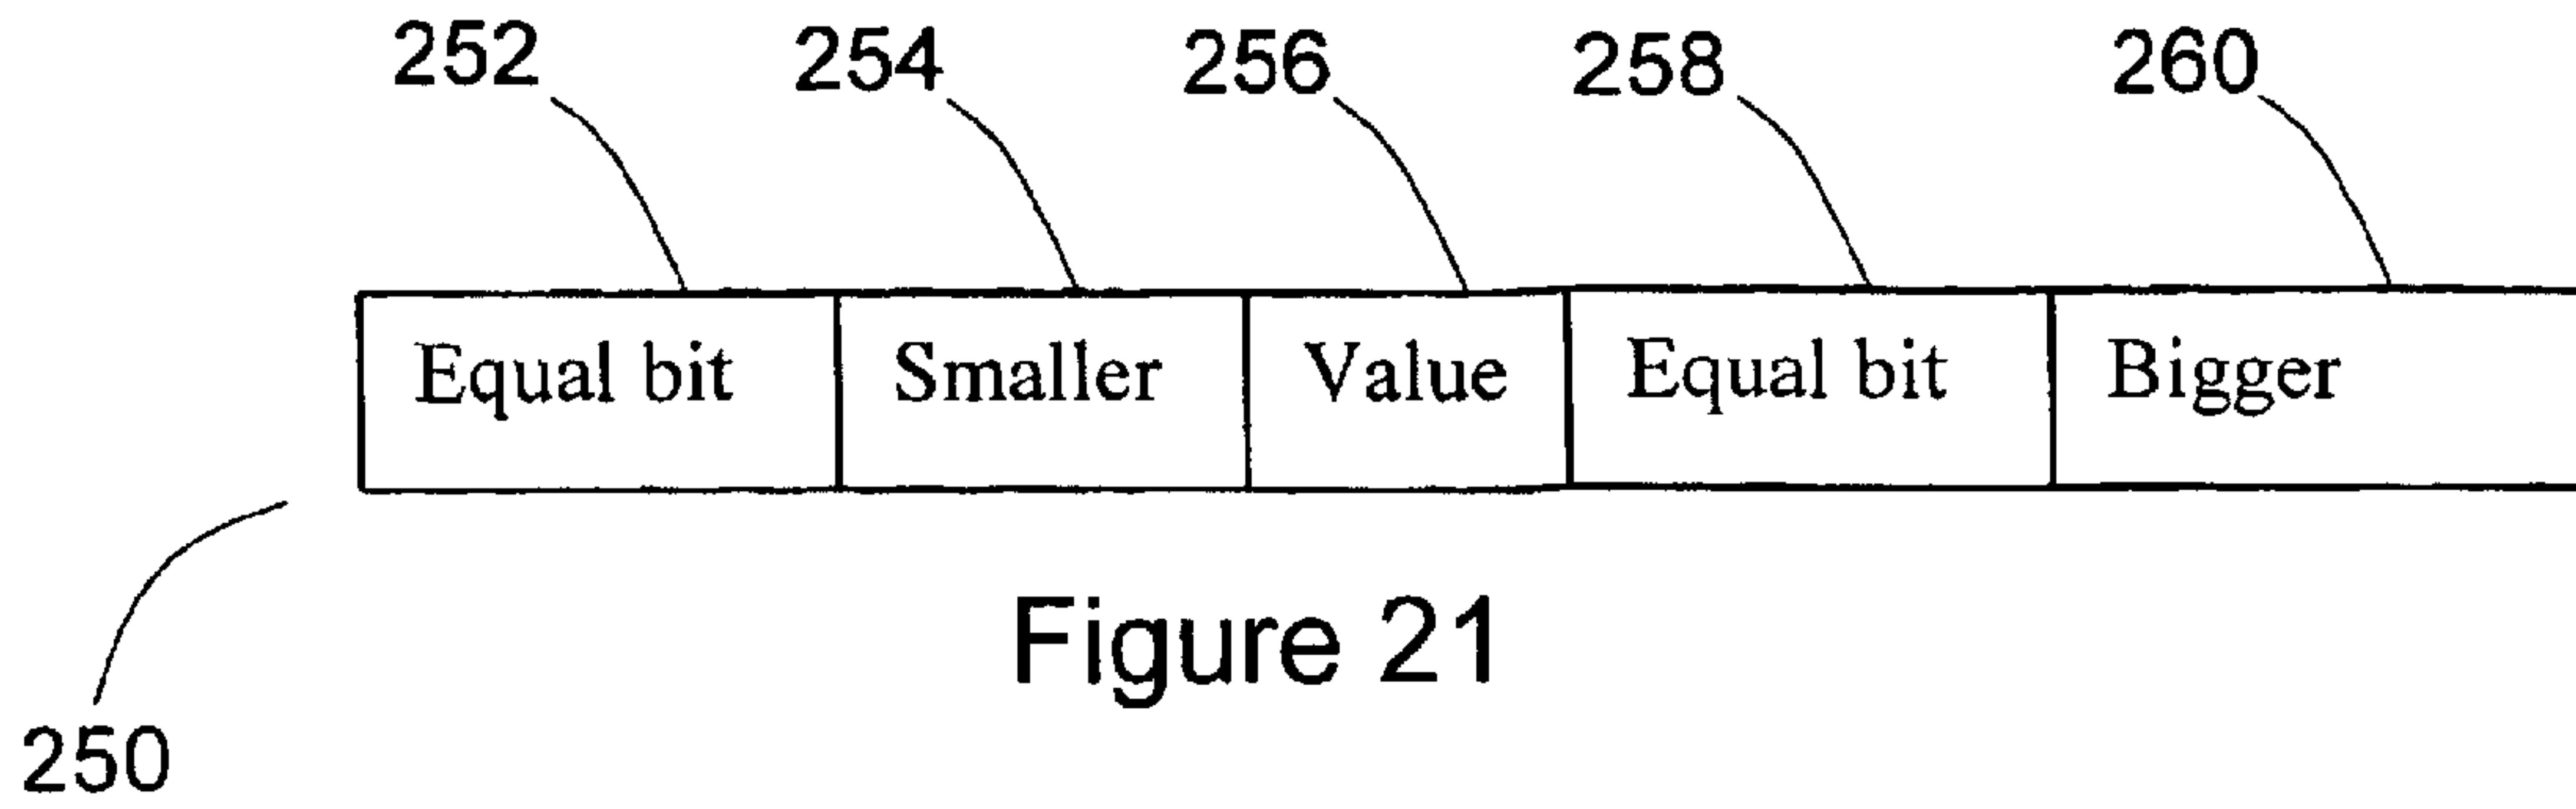 252 254 256 258 260
Equal bit Smaller Value Equal bit Bigger
Figure 21
250